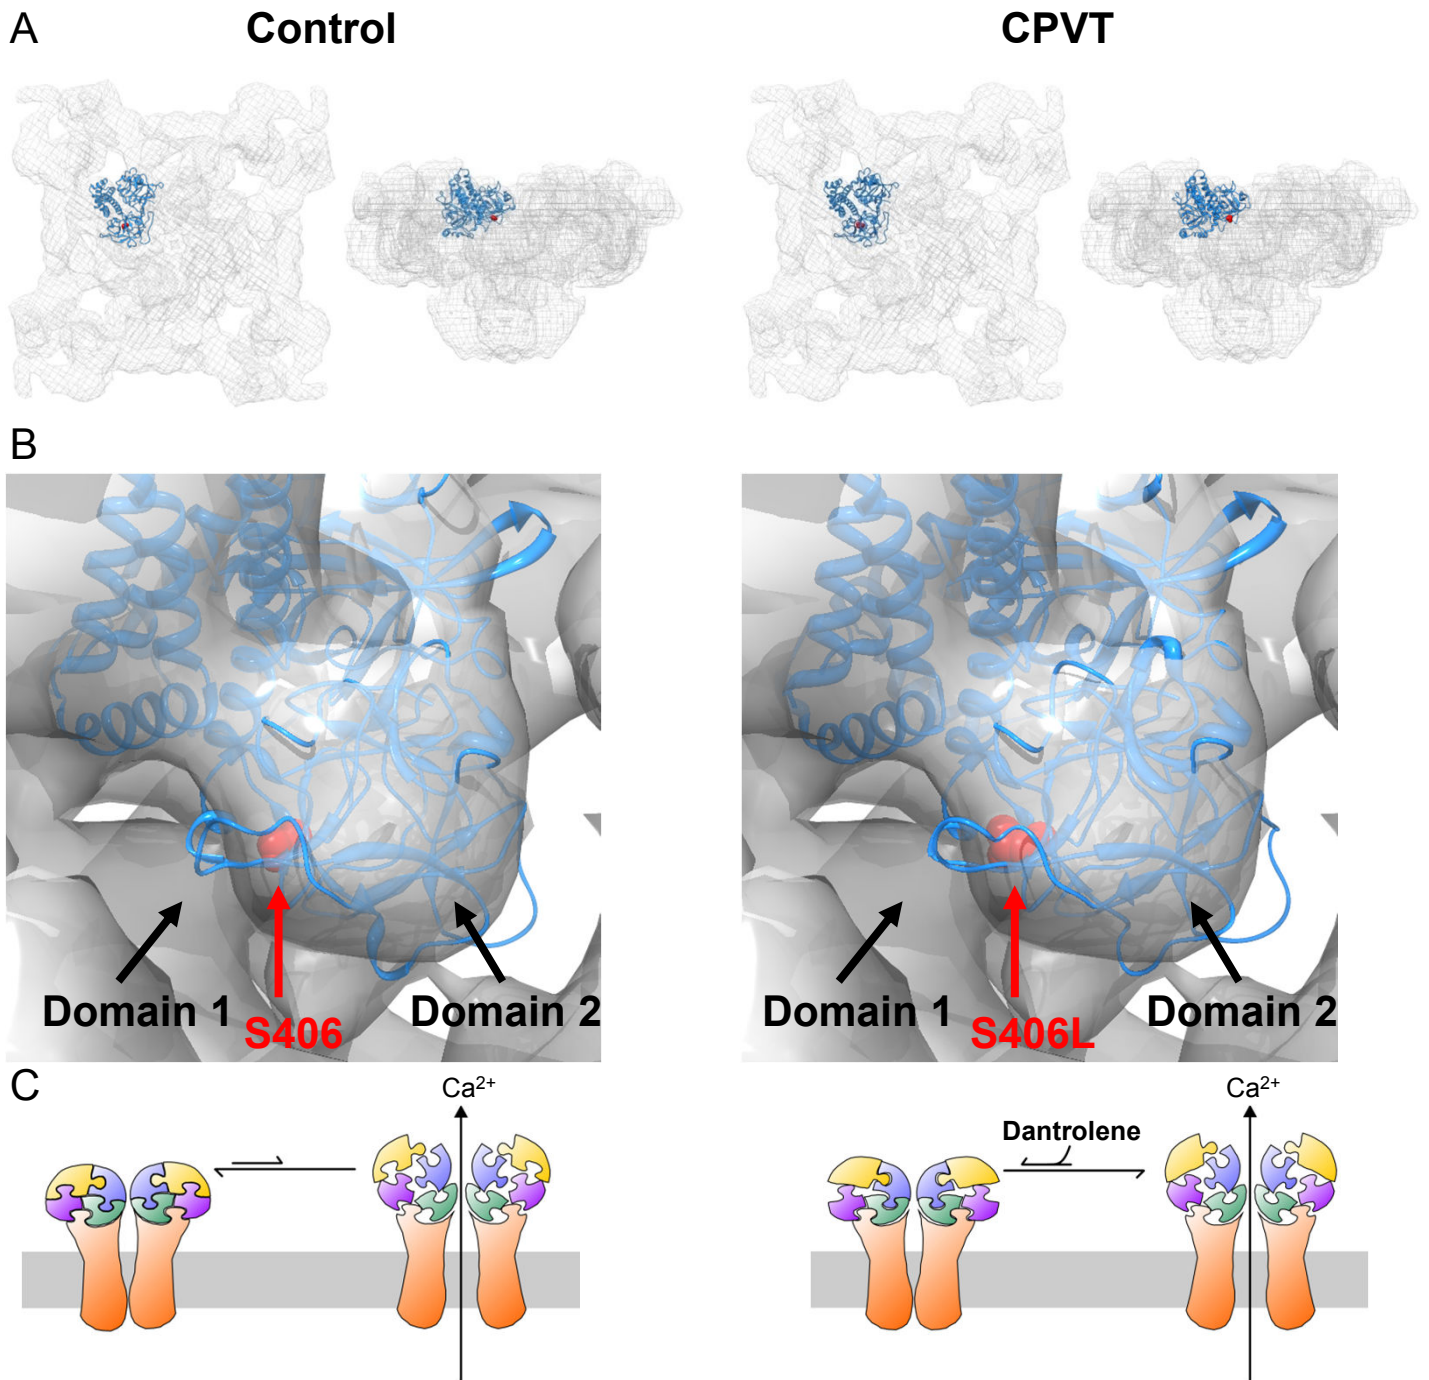 A
Control
CPVT
B
Domain 1
S406
Domain 2
Domain 1
S406L
Domain 2
C
Ca²⁺
Ca²⁺
Dantrolene